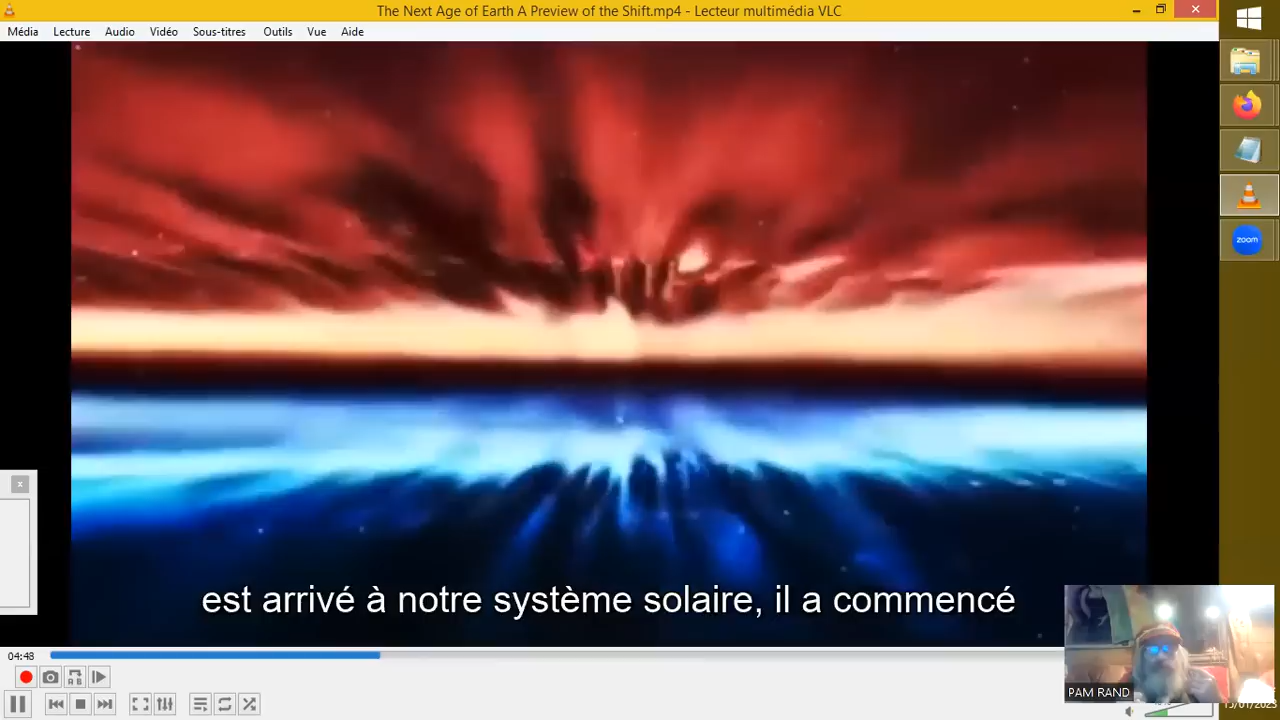 The Next Age of Earth A Preview of the Shift.mp4 - Lecteur multimédia VLC
Média Lecture Audio Vidéo Sous-titres Outils Vue Aide
zoom
est arrivé à notre système solaire, il a commencé
04:48
PAM RAND